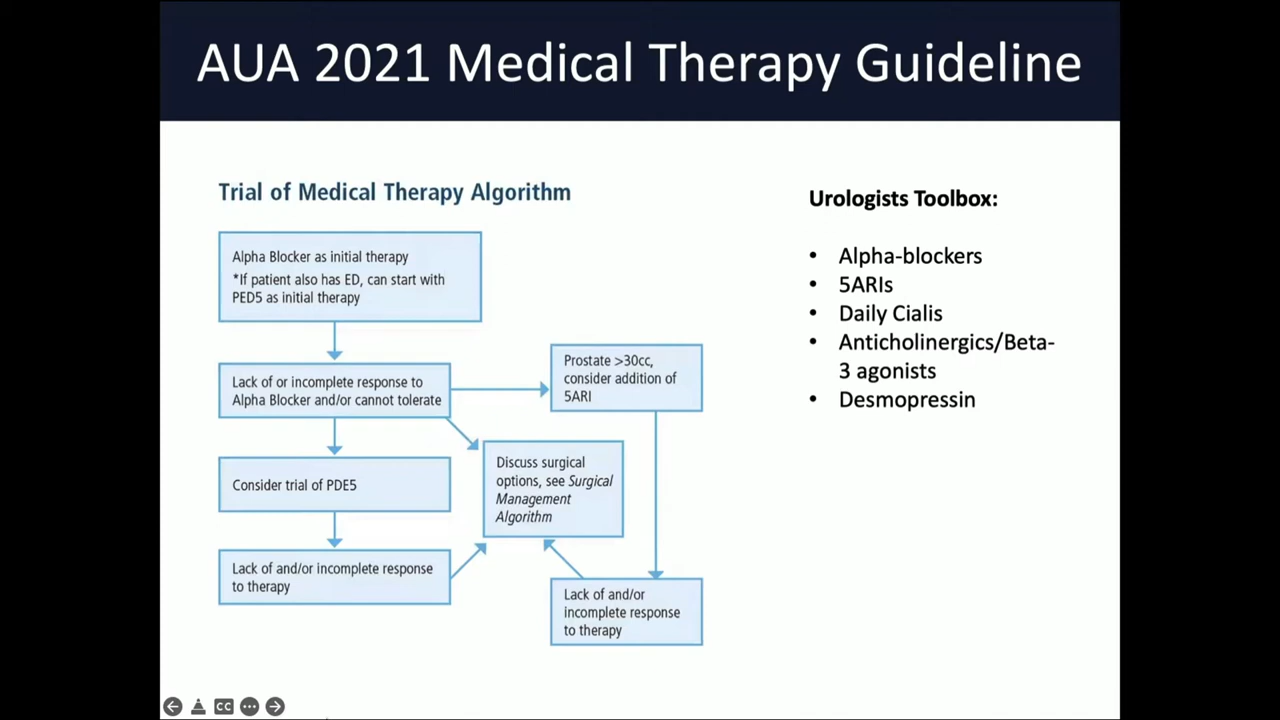 AUA 2021 Medical Therapy Guideline
Trial of Medical Therapy Algorithm
Alpha Blocker as initial therapy
*If patient also has ED, can start with
PED5 as initial therapy
Lack of or incomplete response to
Alpha Blocker and/or cannot tolerate
Prostate >30cc,
consider addition of
5ARI
Consider trial of PDE5
Discuss surgical
options, see Surgical
Management
Algorithm
Lack of and/or incomplete response
to therapy
Lack of and/or
incomplete response
to therapy
Urologists Toolbox:
• Alpha-blockers
• 5ARIs
• Daily Cialis
• Anticholinergics/Beta-
3 agonists
• Desmopressin
CC